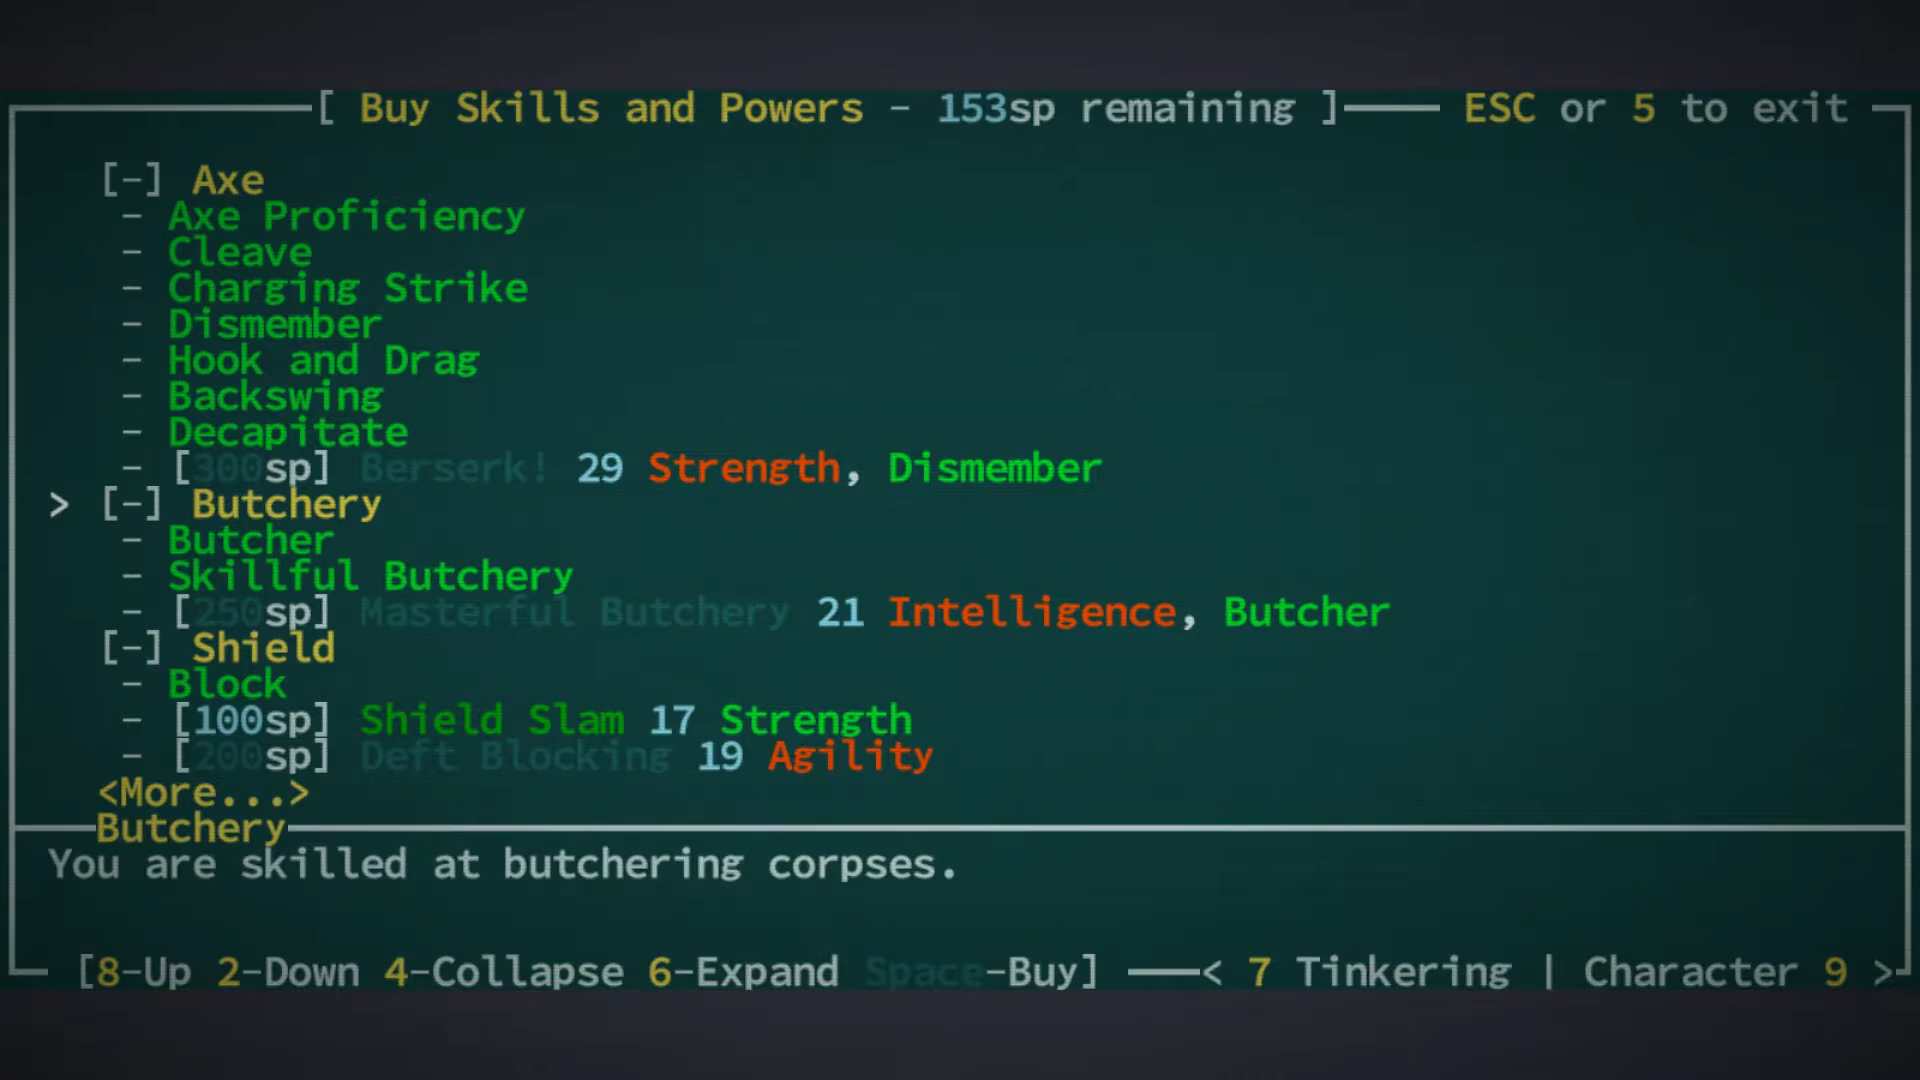 [ Buy Skills and Powers - 153sp remaining ] ESC or 5 to exit
[-] Axe
- Axe Proficiency
- Cleave
- Charging Strike
- Dismember
- Hook and Drag
- Backswing
- Decapitate
- [300sp] Berserk! 29 Strength, Dismember
> [-] Butchery
- Butcher
- Skillful Butchery
- [250sp] Masterful Butchery 21 Intelligence, Butcher
[-] Shield
- Block
- [100sp] Shield Slam 17 Strength
- [200sp] Deft Blocking 19 Agility
<More...>
Butchery
You are skilled at butchering corpses.
[8-Up 2-Down 4-Collapse 6-Expand Space-Buy] < 7 Tinkering | Character 9 >